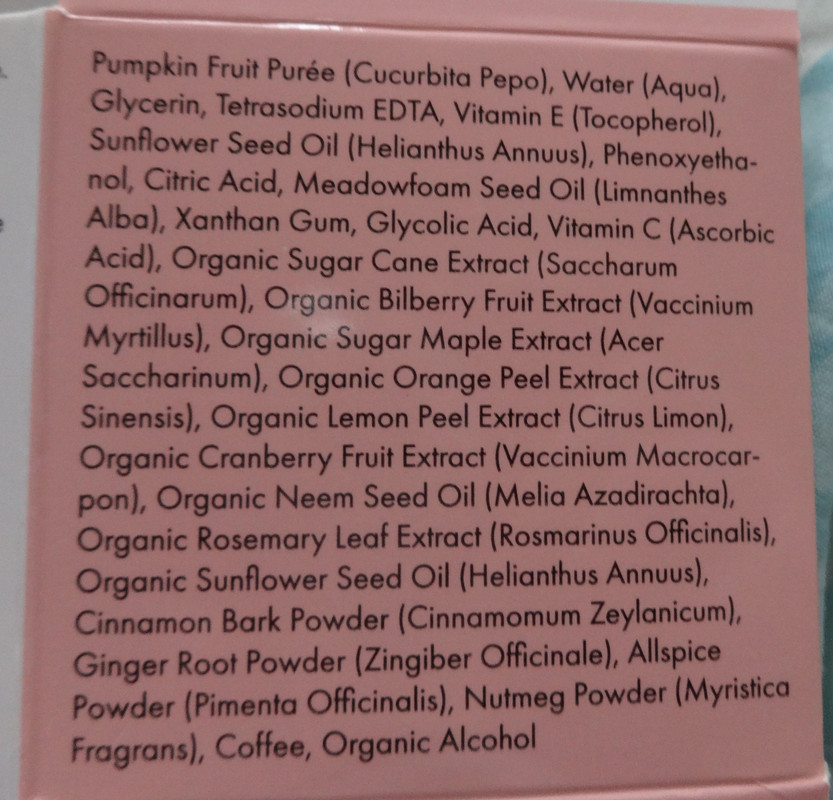 Pumpkin Fruit Purée (Cucurbita Pepo), Water (Aqua),
Glycerin, Tetrasodium EDTA, Vitamin E (Tocopherol),
Sunflower Seed Oil (Helianthus Annuus), Phenoxyetha-
nol, Citric Acid, Meadowfoam Seed Oil (Limnanthes
Alba), Xanthan Gum, Glycolic Acid, Vitamin C (Ascorbic
Acid), Organic Sugar Cane Extract (Saccharum
Officinarum), Organic Bilberry Fruit Extract (Vaccinium
Myrtillus), Organic Sugar Maple Extract (Acer
Saccharinum), Organic Orange Peel Extract (Citrus
Sinensis), Organic Lemon Peel Extract (Citrus Limon),
Organic Cranberry Fruit Extract (Vaccinium Macrocar-
pon), Organic Neem Seed Oil (Melia Azadirachta),
Organic Rosemary Leaf Extract (Rosmarinus Officinalis),
Organic Sunflower Seed Oil (Helianthus Annuus),
Cinnamon Bark Powder (Cinnamomum Zeylanicum),
Ginger Root Powder (Zingiber Officinale), Allspice
Powder (Pimenta Officinalis), Nutmeg Powder (Myristica
Fragrans), Coffee, Organic Alcohol